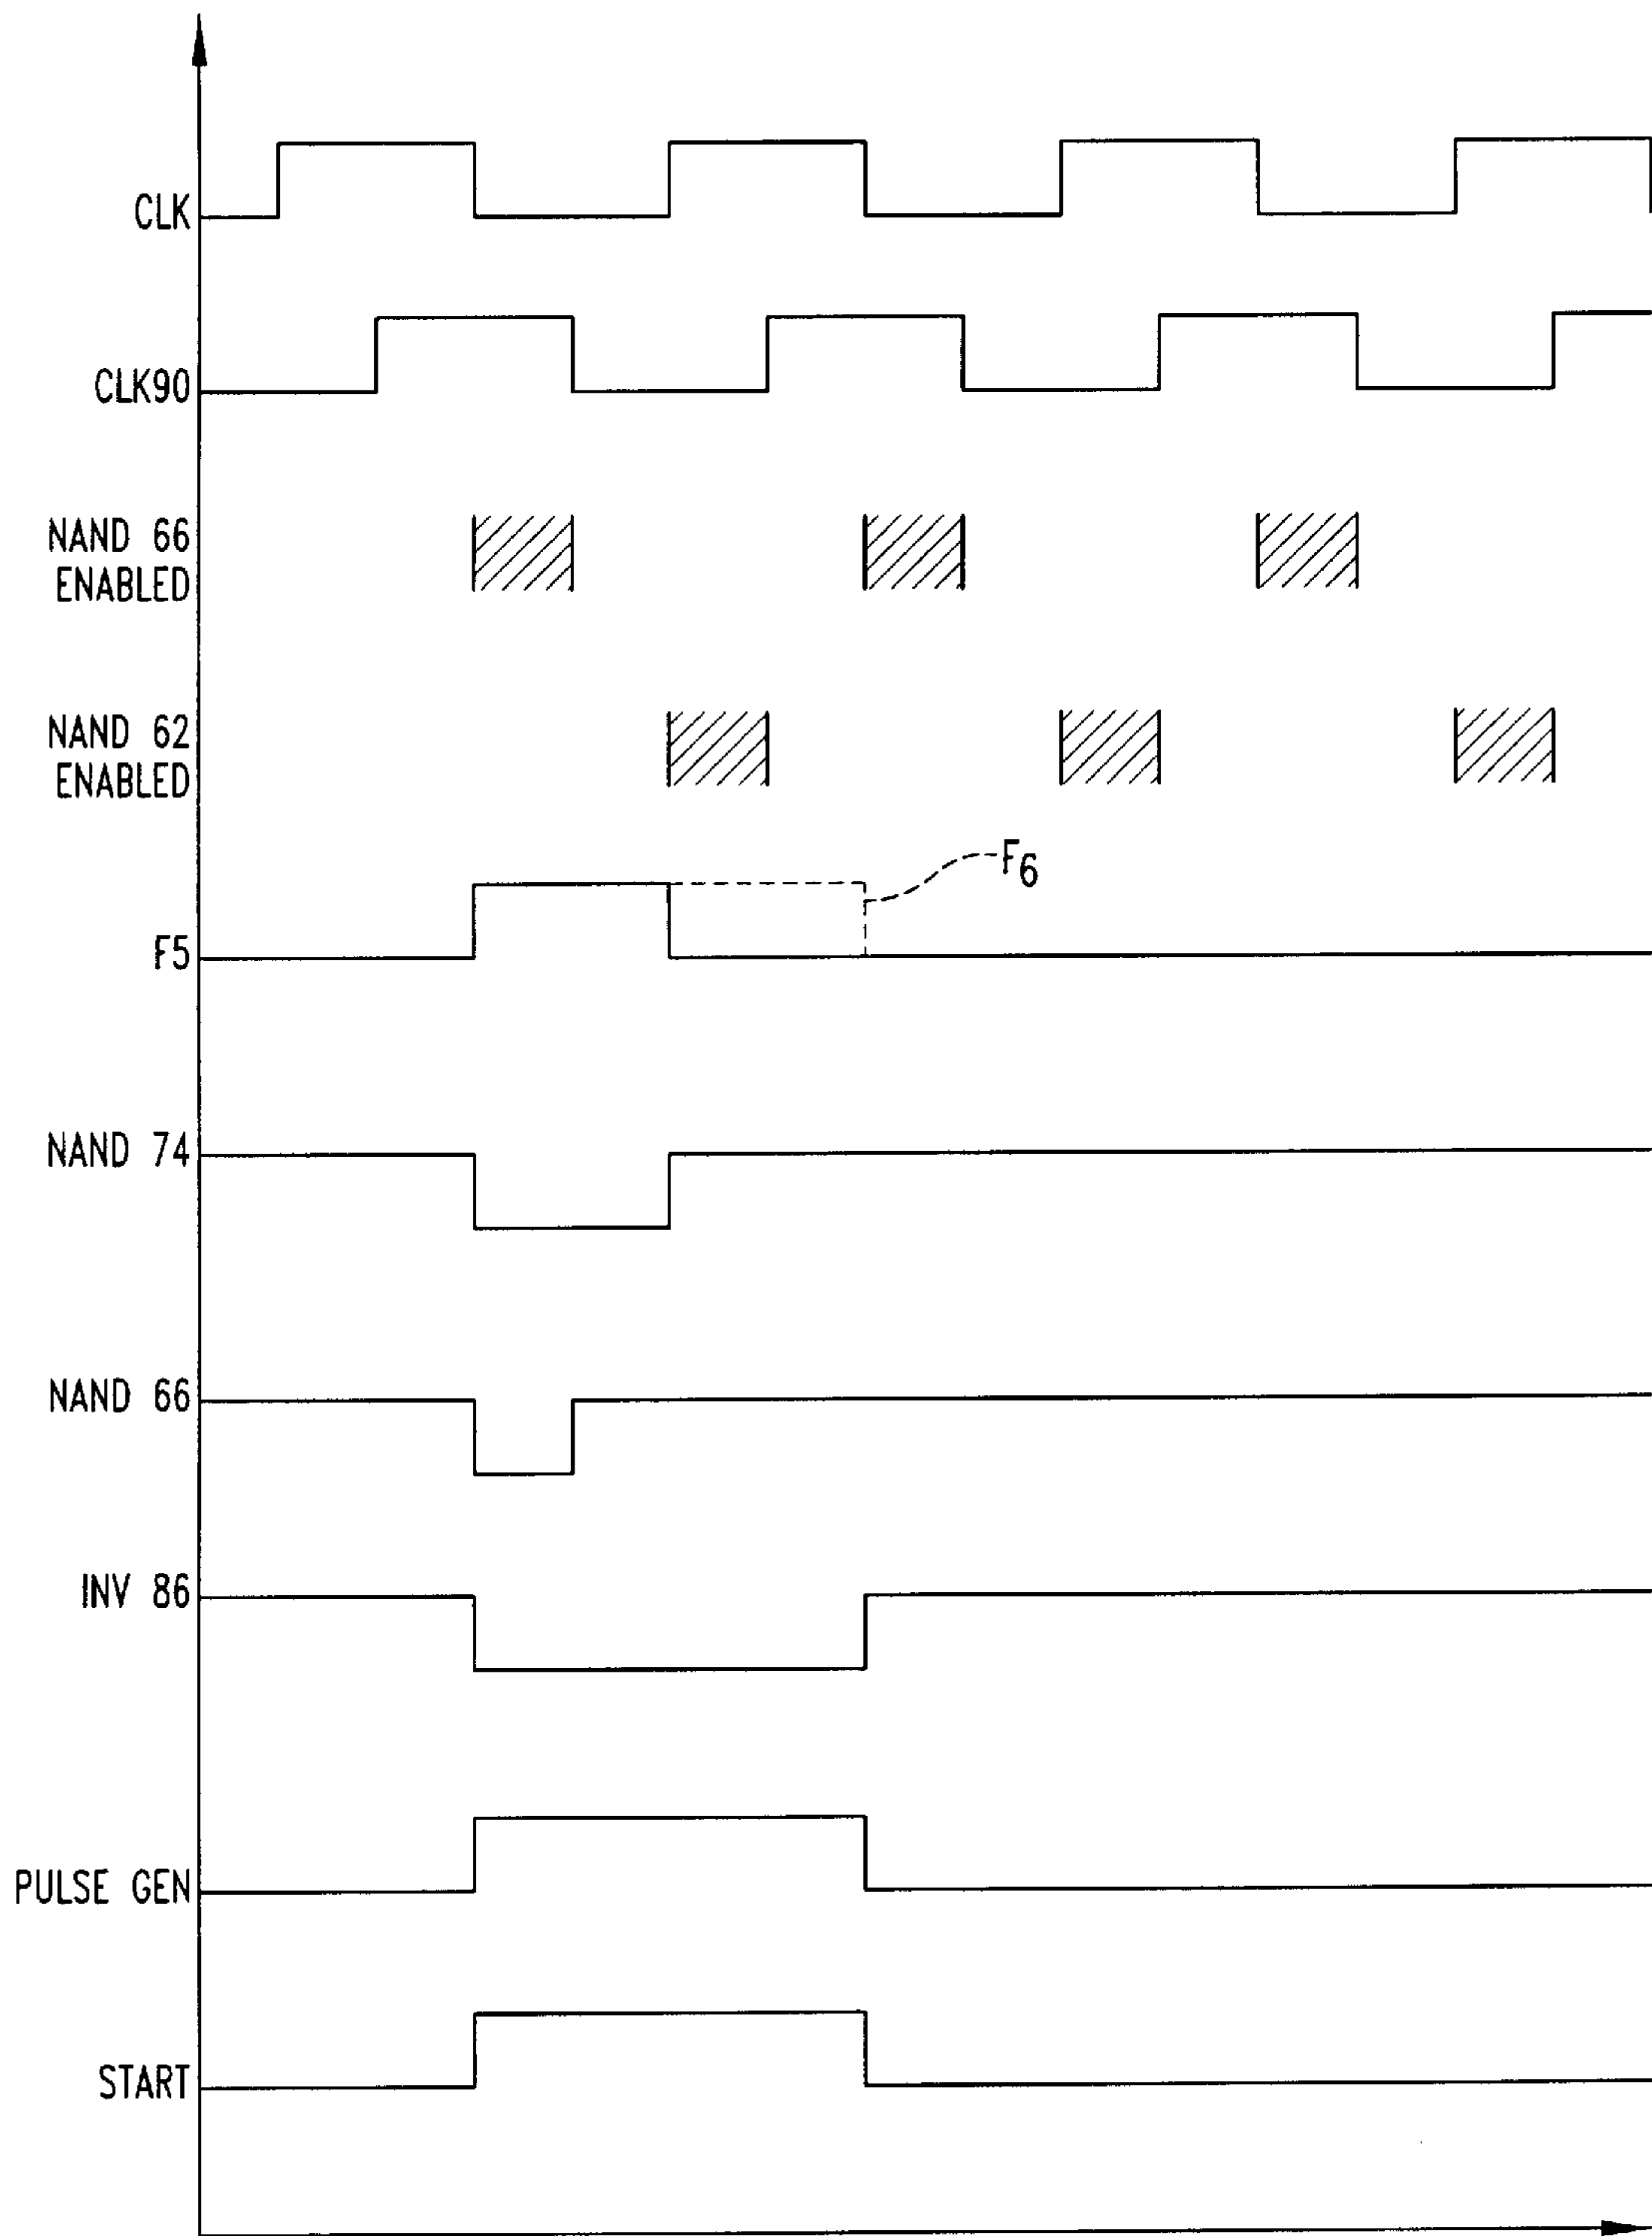 CLK
CLK90
NAND 66
ENABLED
NAND 62
ENABLED
F6
F5
NAND 74
NAND 66
INV 86
PULSE GEN
START